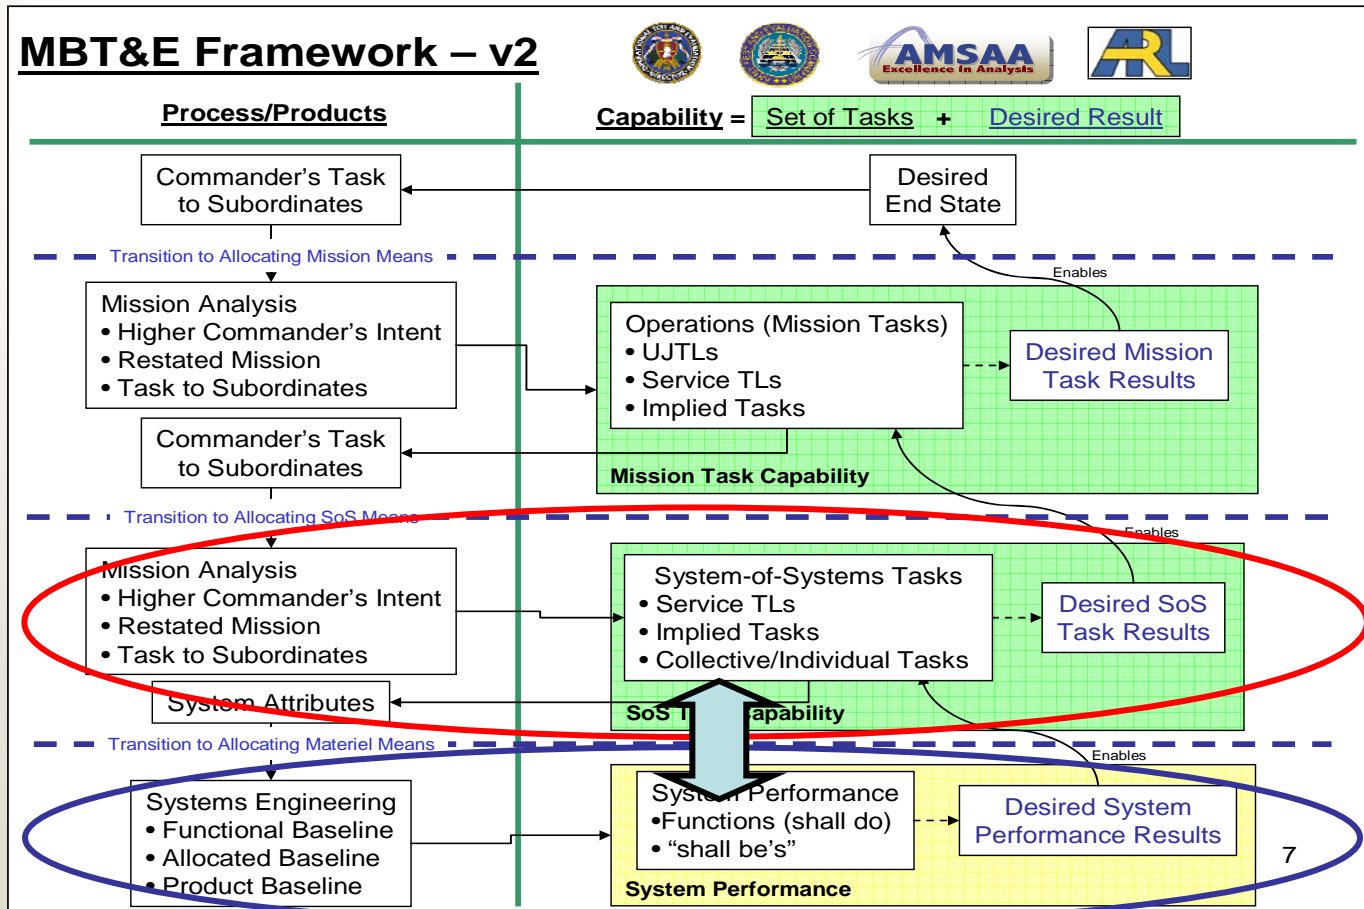 MBT&E Framework – v2
AMSAA
Excellence in Analysis
ARL
Process/Products
Capability = Set of Tasks + Desired Result
Commander's Task
to Subordinates
Desired
End State
Transition to Allocating Mission Means
Enables
Mission Analysis
• Higher Commander's Intent
• Restated Mission
• Task to Subordinates
Operations (Mission Tasks)
• UJTLs
• Service TLs
• Implied Tasks
Desired Mission
Task Results
Commander's Task
to Subordinates
Mission Task Capability
Transition to Allocating SoS Means
Enables
Mission Analysis
• Higher Commander's Intent
• Restated Mission
• Task to Subordinates
System-of-Systems Tasks
• Service TLs
• Implied Tasks
• Collective/Individual Tasks
Desired SoS
Task Results
System Attributes
SoS T Capability
Transition to Allocating Materiel Means
Enables
Systems Engineering
• Functional Baseline
• Allocated Baseline
• Product Baseline
System Performance
•Functions (shall do)
• “shall be's”
Desired System
Performance Results
System Performance
7